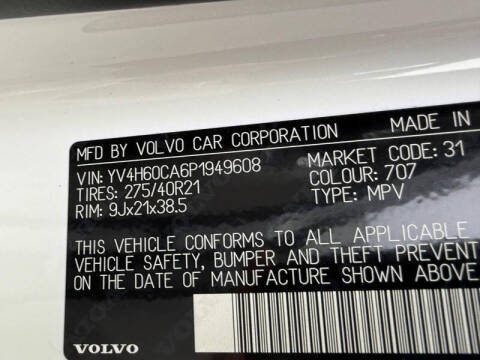 MFD BY VOLVO CAR CORPORATION MADE IN
VIN: YV4H60CA6P1949608 MARKET CODE: 31
TIRES: 275/40R21 COLOUR: 707
RIM: 9Jx21x38.5 TYPE: MPV
THIS VEHICLE CONFORMS TO ALL APPLICABLE
VEHICLE SAFETY, BUMPER AND THEFT PREVENT
ON THE DATE OF MANUFACTURE SHOWN ABOVE
VOLVO